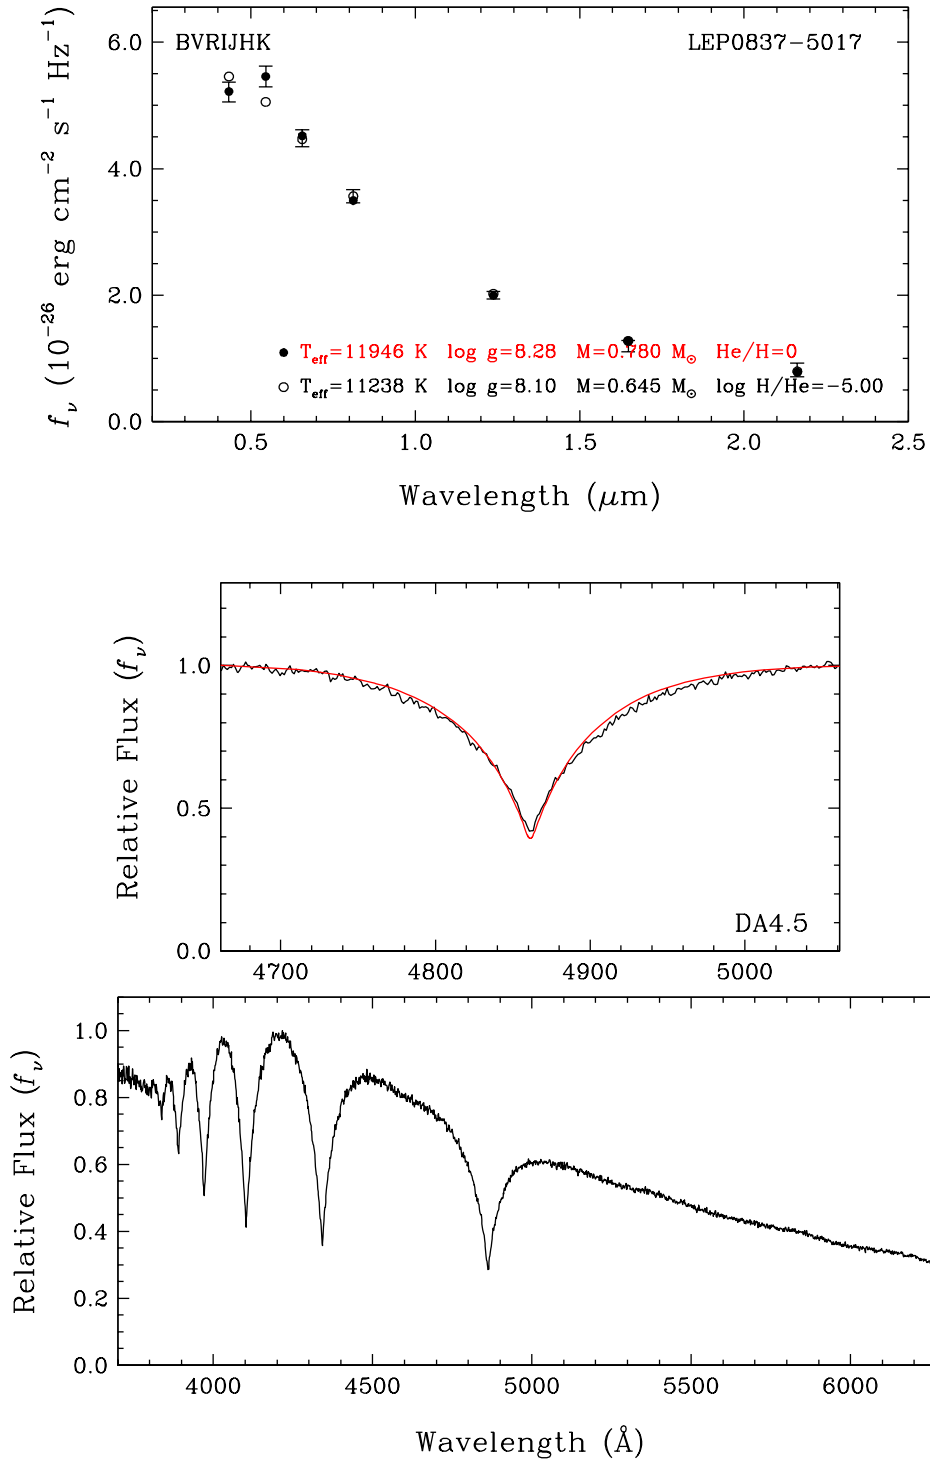 BVRIJHK LEP0837−5017
6.0
4.0
2.0
0.0
f_ν (10⁻²⁶ erg cm⁻² s⁻¹ Hz⁻¹)
● T_eff=11946 K log g=8.28 M=0.780 M_⊙ He/H=0
○ T_eff=11238 K log g=8.10 M=0.645 M_⊙ log H/He=−5.00
0.5 1.0 1.5 2.0 2.5
Wavelength (μm)
1.0
0.5
0.0
Relative Flux (f_ν)
DA4.5
4700 4800 4900 5000
1.0
0.8
0.6
0.4
0.2
0.0
Relative Flux (f_ν)
4000 4500 5000 5500 6000
Wavelength (Å)